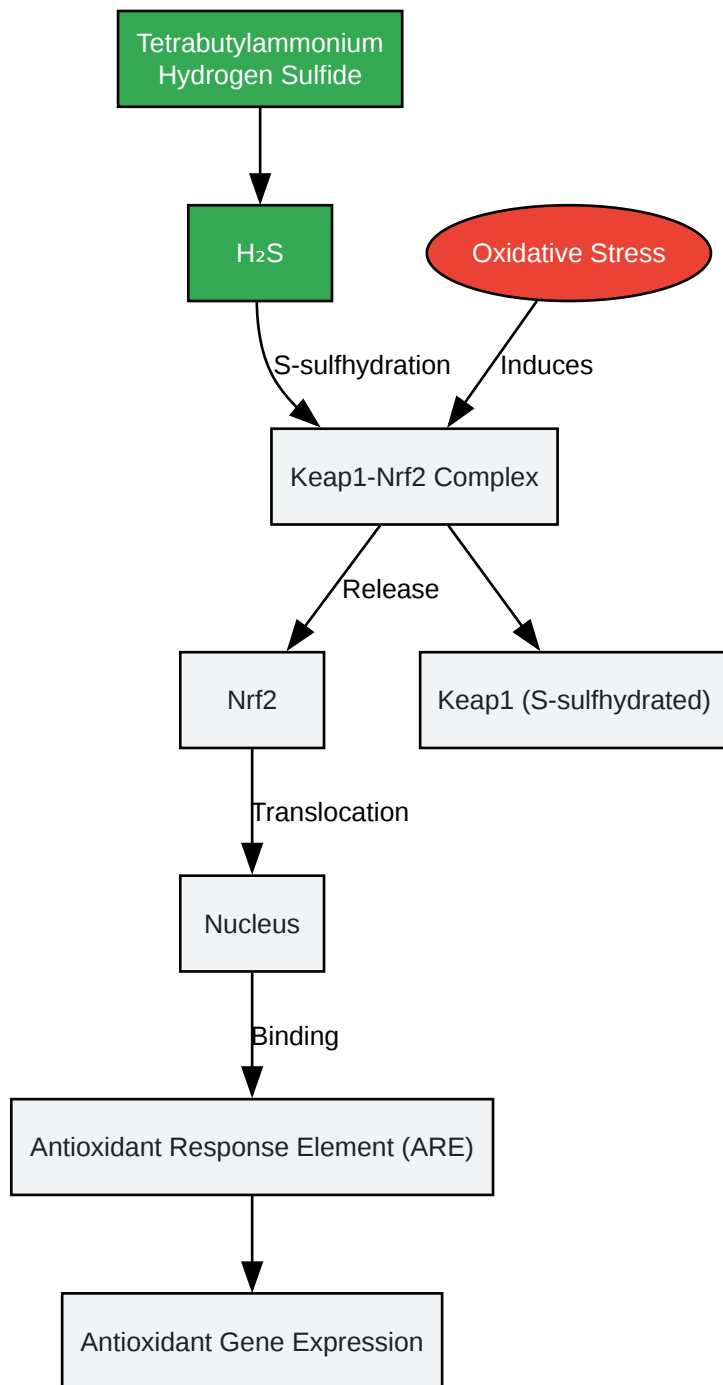 Tetrabutylammonium
Hydrogen Sulfide
H₂S
Oxidative Stress
S-sulfhydration
Induces
Keap1-Nrf2 Complex
Release
Nrf2
Keap1 (S-sulfhydrated)
Translocation
Nucleus
Binding
Antioxidant Response Element (ARE)
Antioxidant Gene Expression